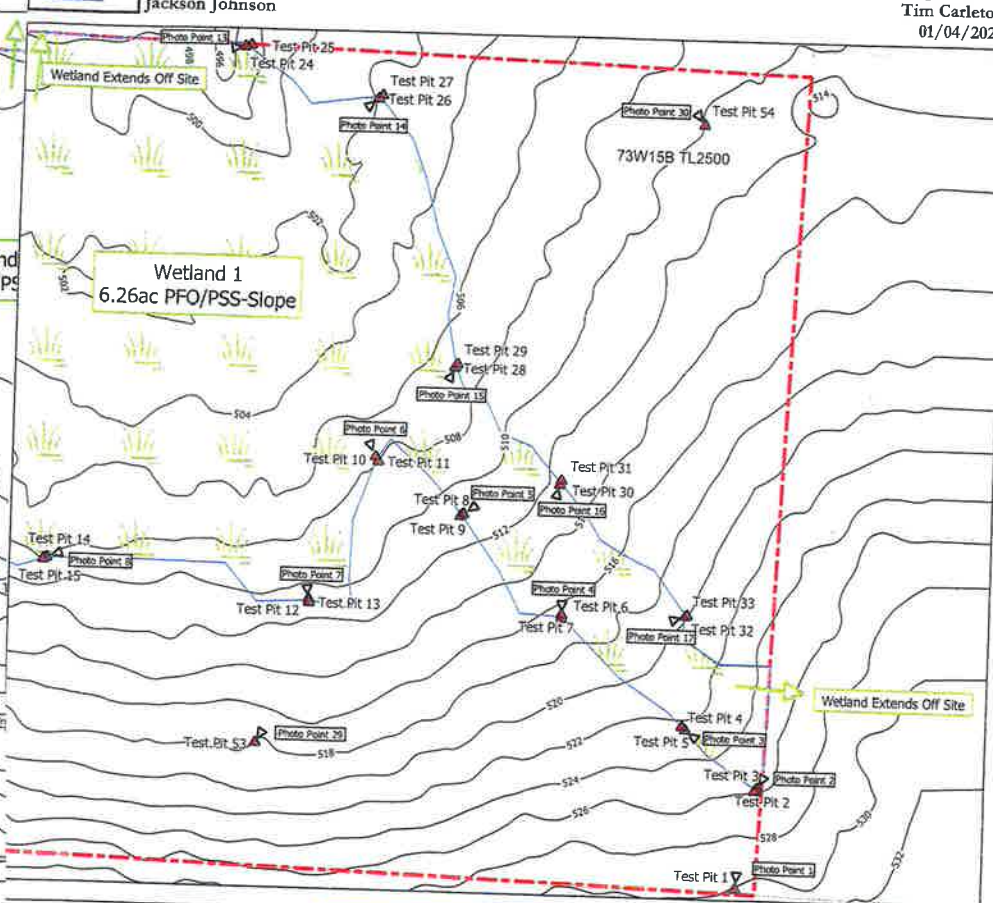 Jackson Johnson
Tim Carleto
01/04/202
Photo Point 13
Test Pit 25
Test Pit 24
498
496
Wetland Extends Off Site
Test Pit 27
Test Pit 26
Photo Point 14
Photo Point 30
Test Pit 54
514
73W15B TL2500
500
502
502
Wetland 1
6.26ac PFO/PSS-Slope
506
Test Pit 29
Test Pit 28
Photo Point 15
504
Photo Point 6
508
510
Test Pit 10
Test Pit 11
Test Pit 31
Test Pit 30
Photo Point 16
Test Pit 8
Photo Point 5
Test Pit 9
512
Test Pit 14
Photo Point 8
Test Pit 15
516
Photo Point 7
Test Pit 12
Test Pit 13
Photo Point 4
Test Pit 6
Test Pit 7
Test Pit 33
Test Pit 32
Photo Point 17
520
Wetland Extends Off Site
Test Pit 4
Test Pit 5
Photo Point 3
Photo Point 29
Test Pit 53
518
522
524
526
Test Pit 3
Photo Point 2
Test Pit 2
528
530
532
Photo Point 1
Test Pit 1